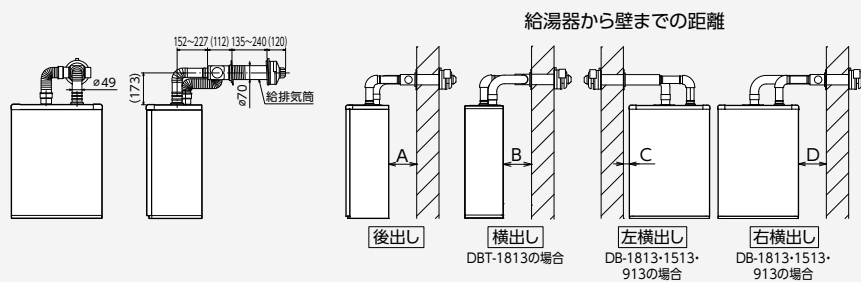 給湯器から壁までの距離
152~227
(112)
135~240
(120)
ø49
(173)
ø70
給排気筒
A
B
C
D
後出し
横出し
DBT-1813の場合
左横出し
DB-1813・1513・
913の場合
右横出し
DB-1813・1513・
913の場合